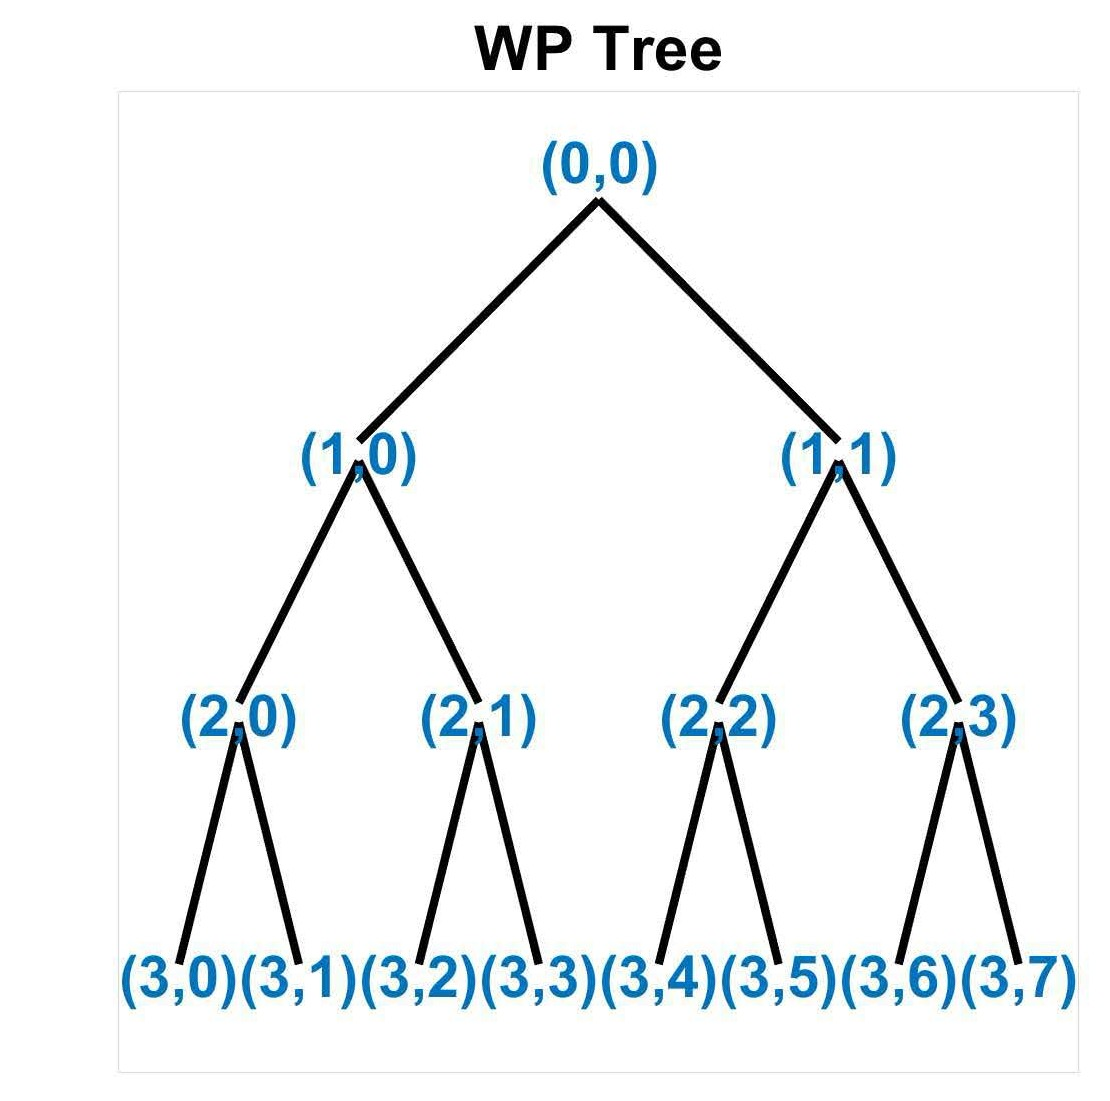 WP Tree
(0,0)
(1,0) (1,1)
(2,0) (2,1) (2,2) (2,3)
(3,0)(3,1)(3,2)(3,3)(3,4)(3,5)(3,6)(3,7)